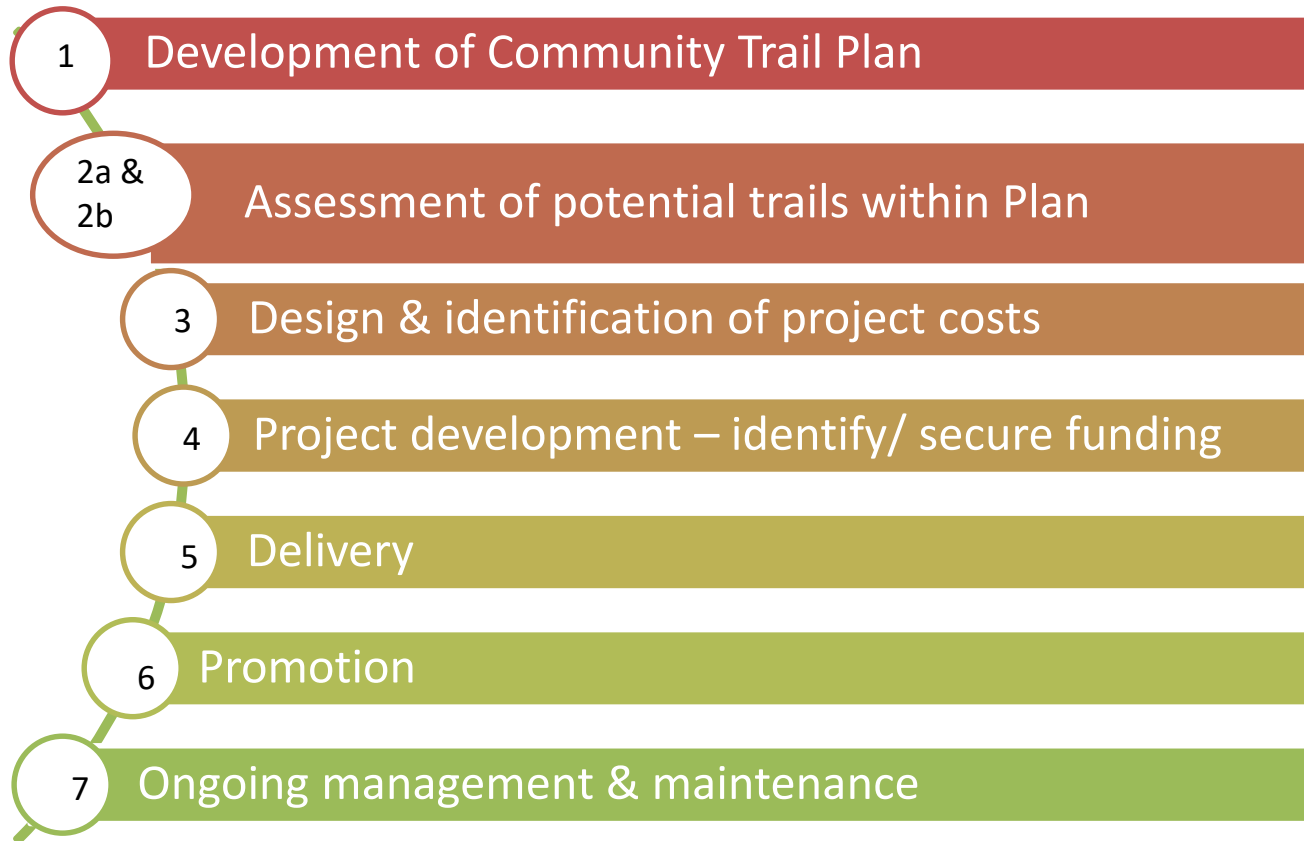 1
Development of Community Trail Plan
2a &
2b
Assessment of potential trails within Plan
3
Design & identification of project costs
4
Project development – identify/ secure funding
5
Delivery
6
Promotion
7
Ongoing management & maintenance